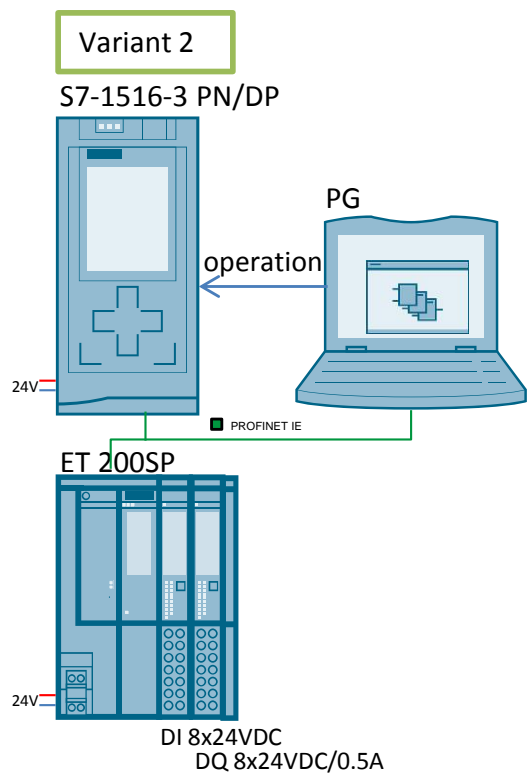 Variant 2
S7-1516-3 PN/DP
PG
operation
24V
PROFINET IE
ET 200SP
24V
DI 8x24VDC
DQ 8x24VDC/0.5A